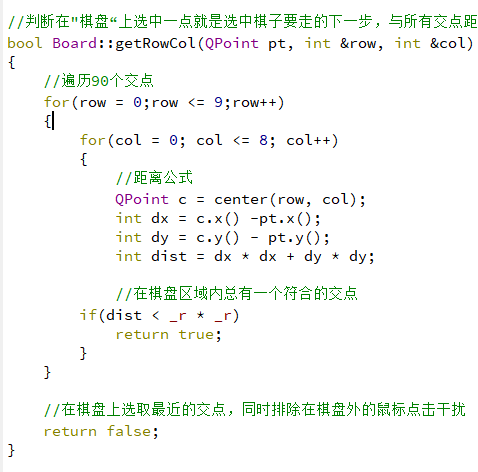 //判断在"棋盘“上选中一点就是选中棋子要走的下一步，与所有交点距
bool Board::getRowCol(QPoint pt, int &row, int &col)
{
    //遍历90个交点
    for(row = 0;row <= 9;row++)
    {
        for(col = 0; col <= 8; col++)
        {
            //距离公式
            QPoint c = center(row, col);
            int dx = c.x() -pt.x();
            int dy = c.y() - pt.y();
            int dist = dx * dx + dy * dy;

            //在棋盘区域内总有一个符合的交点
        if(dist < _r * _r)
            return true;
        }
    }

    //在棋盘上选取最近的交点，同时排除在棋盘外的鼠标点击干扰
    return false;
}